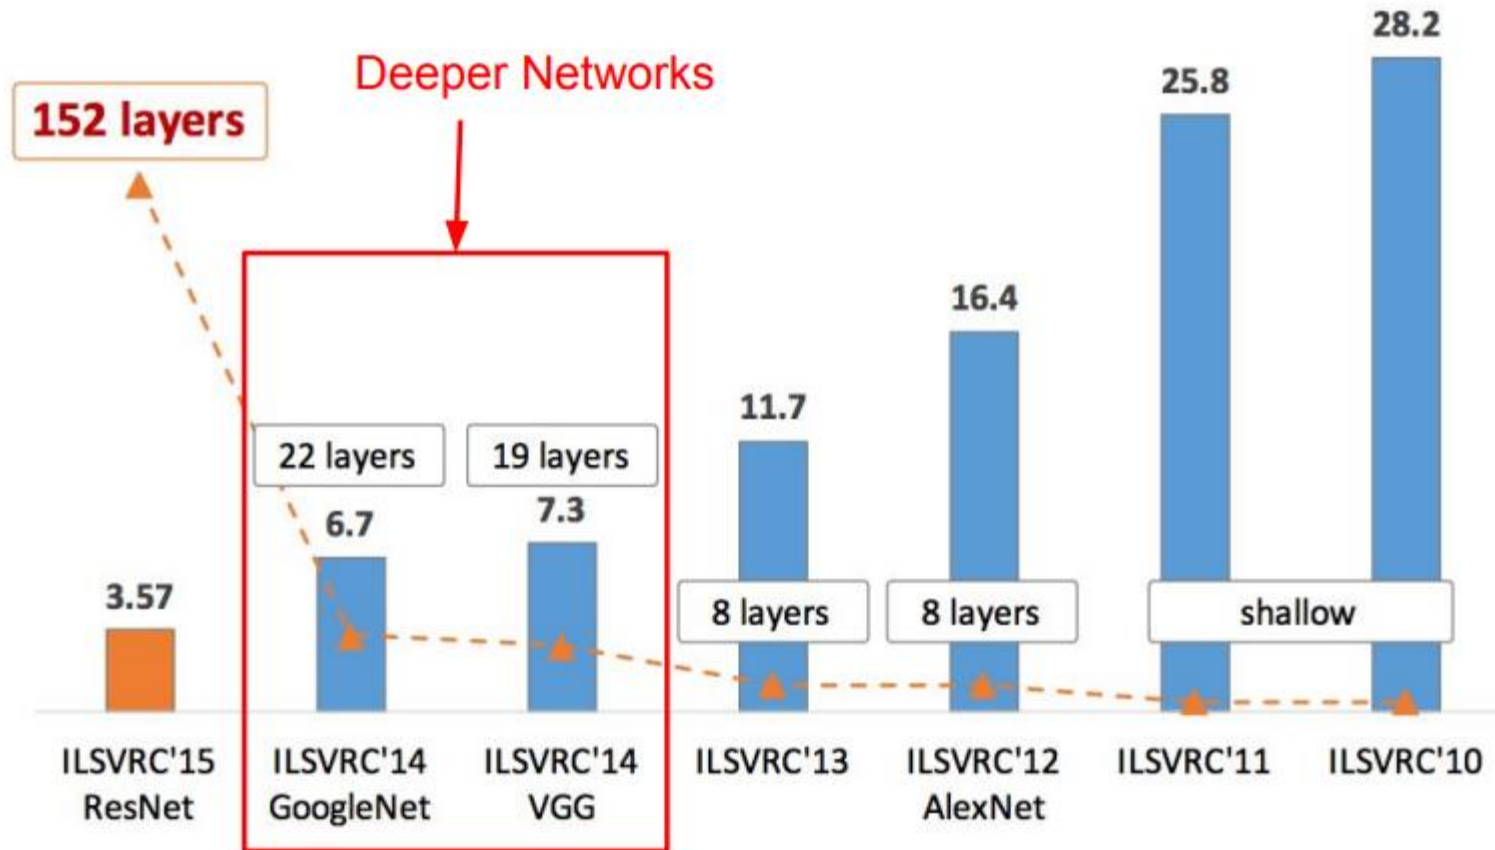 Deeper Networks
152 layers
28.2
25.8
16.4
11.7
22 layers
19 layers
6.7
7.3
3.57
8 layers
8 layers
shallow
ILSVRC'15
ResNet
ILSVRC'14
GoogleNet
ILSVRC'14
VGG
ILSVRC'13
ILSVRC'12
AlexNet
ILSVRC'11
ILSVRC'10